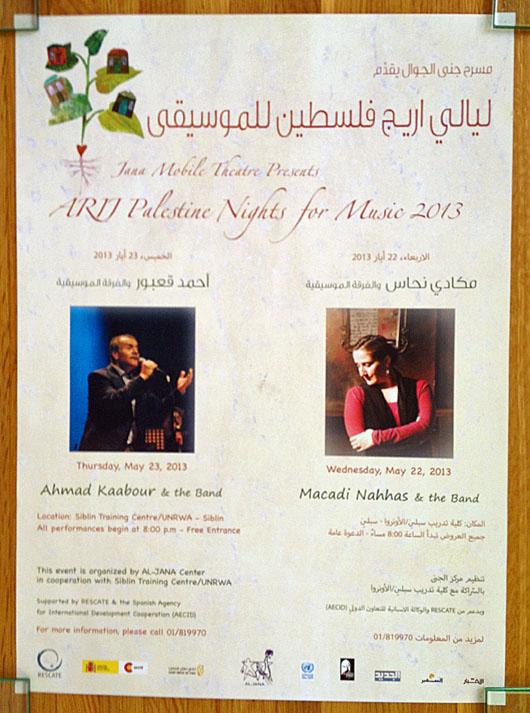 مسرح جنى الجوال يقدّم
ليالي اريج فلسطين للموسيقى
Jana Mobile Theatre Presents
ARIJ Palestine Nights for Music 2013
الخميس، 23 أيار 2013
أحمد قعبور والفرقة الموسيقية
الاربعاء، 22 أيار 2013
مكادي نحاس والفرقة الموسيقية
Thursday, May 23, 2013
Ahmad Kaabour & the Band
Wednesday, May 22, 2013
Macadi Nahhas & the Band
Location: Siblin Training Centre/UNRWA - Siblin
All performances begin at 8:00 p.m - Free Entrance
المكان: كلية تدريب سبلي/الأونروا - سبلي
جميع العروض تبدأ الساعة 8:00 مساءً - الدعوة عامة
This event is organized by AL-JANA Center
in cooperation with Siblin Training Centre/UNRWA
Supported by RESCATE & the Spanish Agency
for International Development Cooperation (AECID)
For more information, please call 01/819970
تنظيم مركز الجنى
بالشراكة مع كلية تدريب سبلي/الأونروا
وبدعم من RESCATE والوكالة الاسبانية للتعاون الدولي (AECID)
لمزيد من المعلومات 01/819970
RESCATE
AL-JANA
السفير
الأخبار